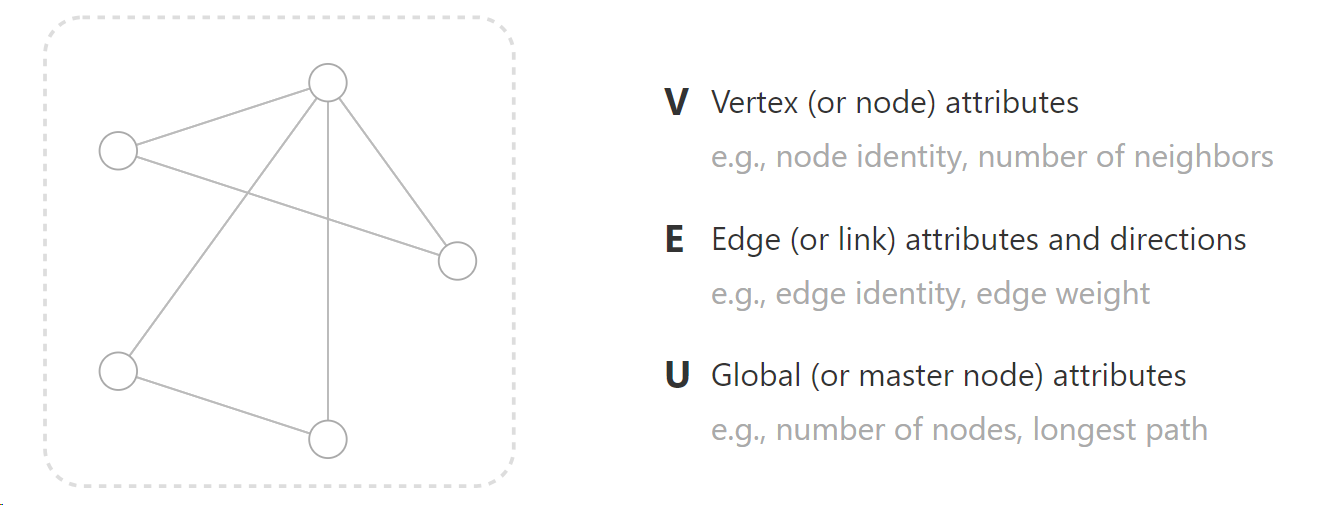 V Vertex (or node) attributes
e.g., node identity, number of neighbors
E Edge (or link) attributes and directions
e.g., edge identity, edge weight
U Global (or master node) attributes
e.g., number of nodes, longest path